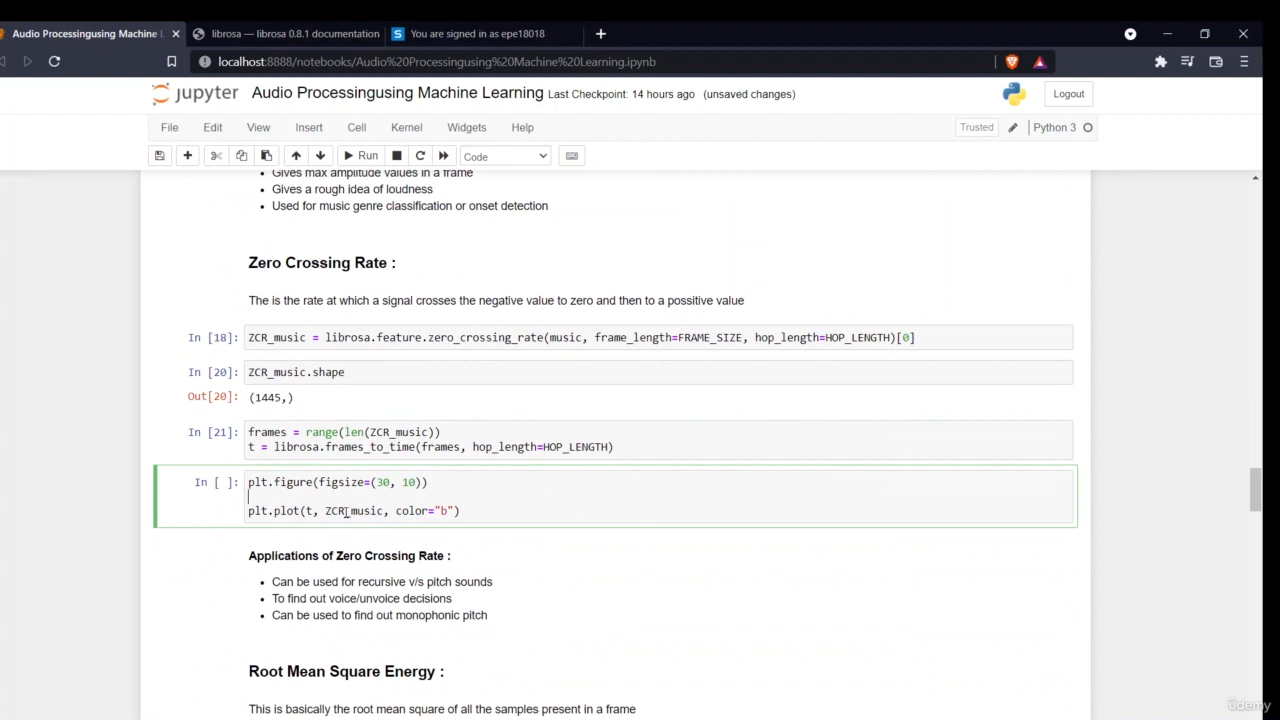 Audio Processingusing Machine L
librosa — librosa 0.8.1 documentation
S You are signed in as epe18018
localhost:8888/notebooks/Audio%20Processingusing%20Machine%20Learning.ipynb
jupyter Audio Processingusing Machine Learning Last Checkpoint: 14 hours ago (unsaved changes)
Logout
File Edit View Insert Cell Kernel Widgets Help
Trusted Python 3
Run Code
Gives max amplitude values in a frame
Gives a rough idea of loudness
Used for music genre classification or onset detection
Zero Crossing Rate :
The is the rate at which a signal crosses the negative value to zero and then to a possitive value
In [18]: ZCR_music = librosa.feature.zero_crossing_rate(music, frame_length=FRAME_SIZE, hop_length=HOP_LENGTH)[0]
In [20]: ZCR_music.shape
Out[20]: (1445,)
In [21]: frames = range(len(ZCR_music))
t = librosa.frames_to_time(frames, hop_length=HOP_LENGTH)
In [ ]: plt.figure(figsize=(30, 10))
plt.plot(t, ZCR_music, color="b")
Applications of Zero Crossing Rate :
Can be used for recursive v/s pitch sounds
To find out voice/unvoice decisions
Can be used to find out monophonic pitch
Root Mean Square Energy :
This is basically the root mean square of all the samples present in a frame
ûdemy